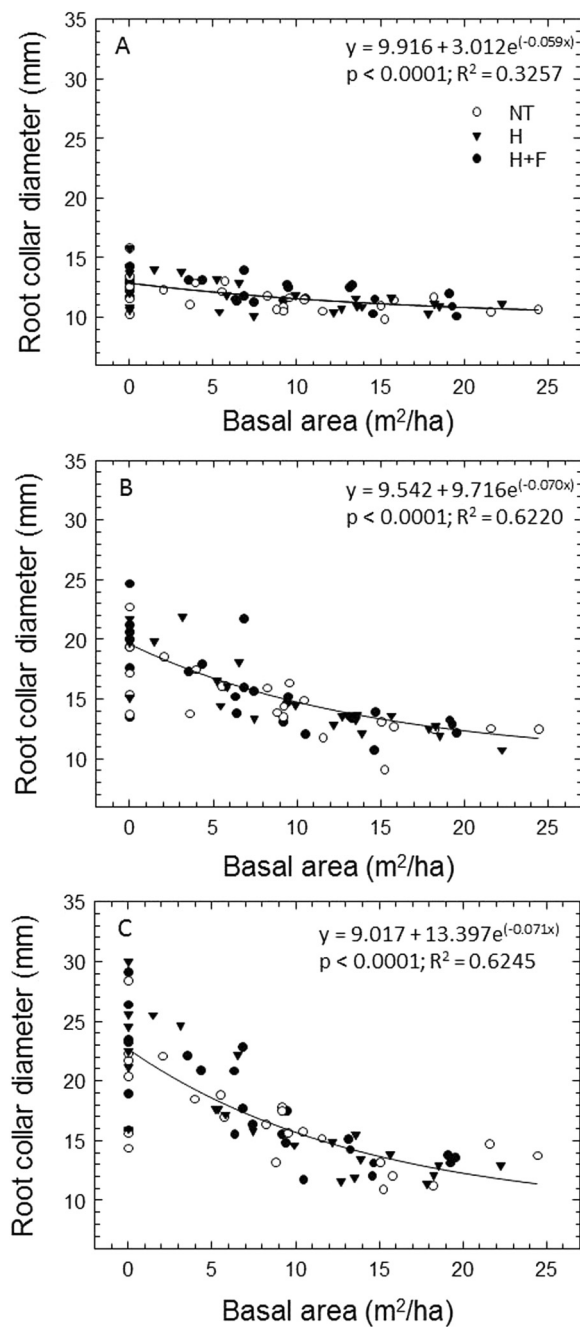 A
y = 9.916 + 3.012e^(-0.059x)
p < 0.0001; R² = 0.3257
NT
H
H+F
35
30
25
20
15
10
0 5 10 15 20 25
Root collar diameter (mm)
Basal area (m²/ha)
B
y = 9.542 + 9.716e^(-0.070x)
p < 0.0001; R² = 0.6220
35
30
25
20
15
10
0 5 10 15 20 25
Root collar diameter (mm)
Basal area (m²/ha)
C
y = 9.017 + 13.397e^(-0.071x)
p < 0.0001; R² = 0.6245
35
30
25
20
15
10
0 5 10 15 20 25
Root collar diameter (mm)
Basal area (m²/ha)